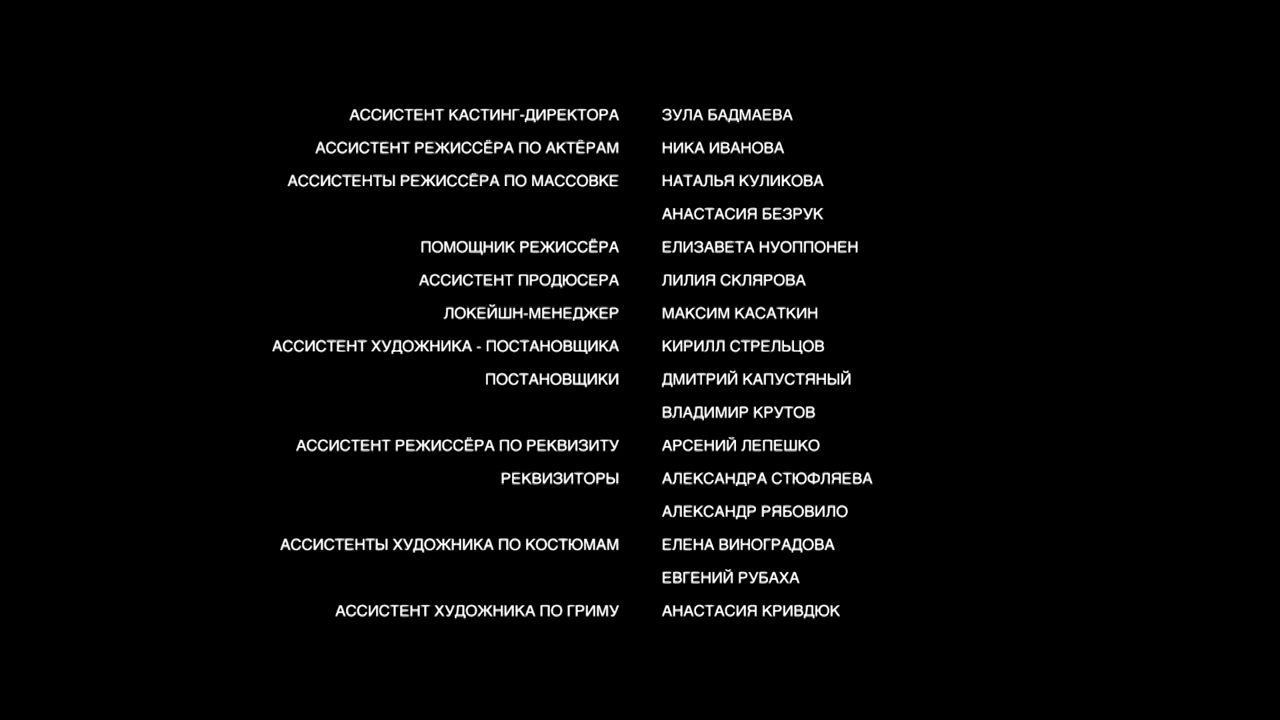 АССИСТЕНТ КАСТИНГ-ДИРЕКТОРА ЗУЛА БАДМАЕВА
АССИСТЕНТ РЕЖИССЁРА ПО АКТЁРАМ НИКА ИВАНОВА
АССИСТЕНТЫ РЕЖИССЁРА ПО МАССОВКЕ НАТАЛЬЯ КУЛИКОВА
АНАСТАСИЯ БЕЗРУК
ПОМОЩНИК РЕЖИССЁРА ЕЛИЗАВЕТА НУОППОНЕН
АССИСТЕНТ ПРОДЮСЕРА ЛИЛИЯ СКЛЯРОВА
ЛОКЕЙШН-МЕНЕДЖЕР МАКСИМ КАСАТКИН
АССИСТЕНТ ХУДОЖНИКА - ПОСТАНОВЩИКА КИРИЛЛ СТРЕЛЬЦОВ
ПОСТАНОВЩИКИ ДМИТРИЙ КАПУСТЯНЫЙ
ВЛАДИМИР КРУТОВ
АССИСТЕНТ РЕЖИССЁРА ПО РЕКВИЗИТУ АРСЕНИЙ ЛЕПЕШКО
РЕКВИЗИТОРЫ АЛЕКСАНДРА СТЮФЛЯЕВА
АЛЕКСАНДР РЯБОВИЛО
АССИСТЕНТЫ ХУДОЖНИКА ПО КОСТЮМАМ ЕЛЕНА ВИНОГРАДОВА
ЕВГЕНИЙ РУБАХА
АССИСТЕНТ ХУДОЖНИКА ПО ГРИМУ АНАСТАСИЯ КРИВДЮК